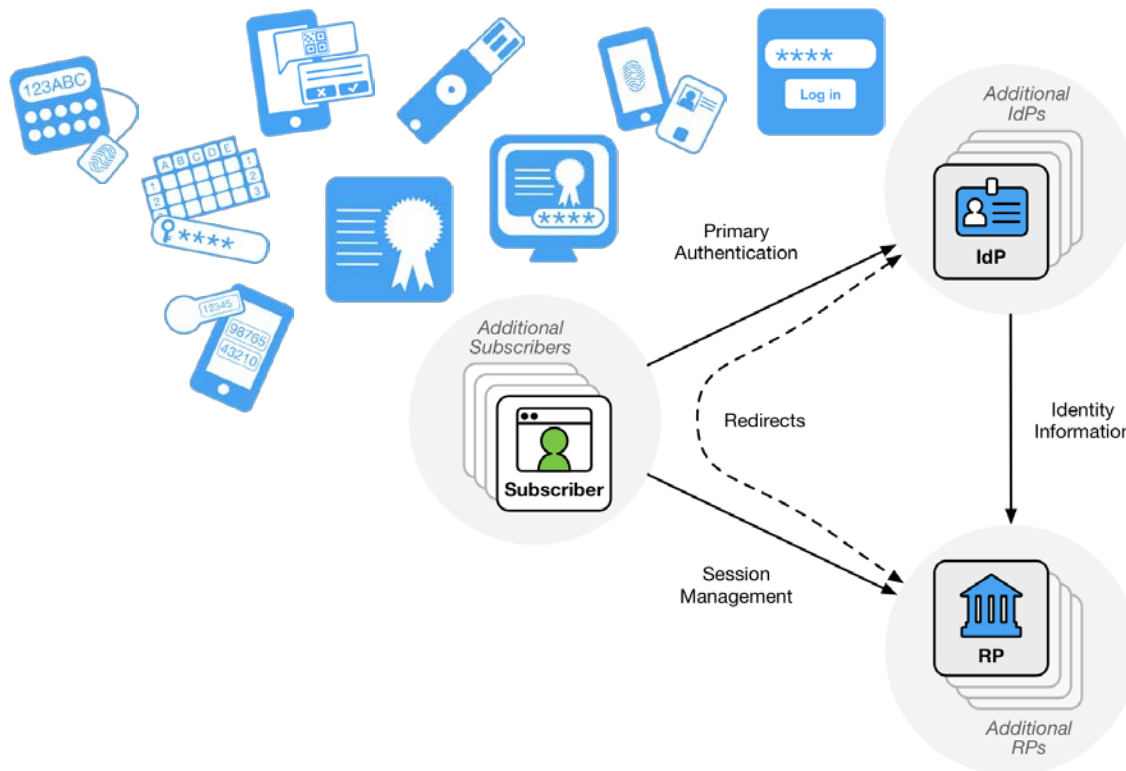 123ABC
****
Log in
A B C D E
1
2
3
1
2
****
****
12345
98765
43210
Additional
IdPs
IdP
Primary
Authentication
Additional
Subscribers
Subscriber
Redirects
Identity
Information
Session
Management
RP
Additional
RPs